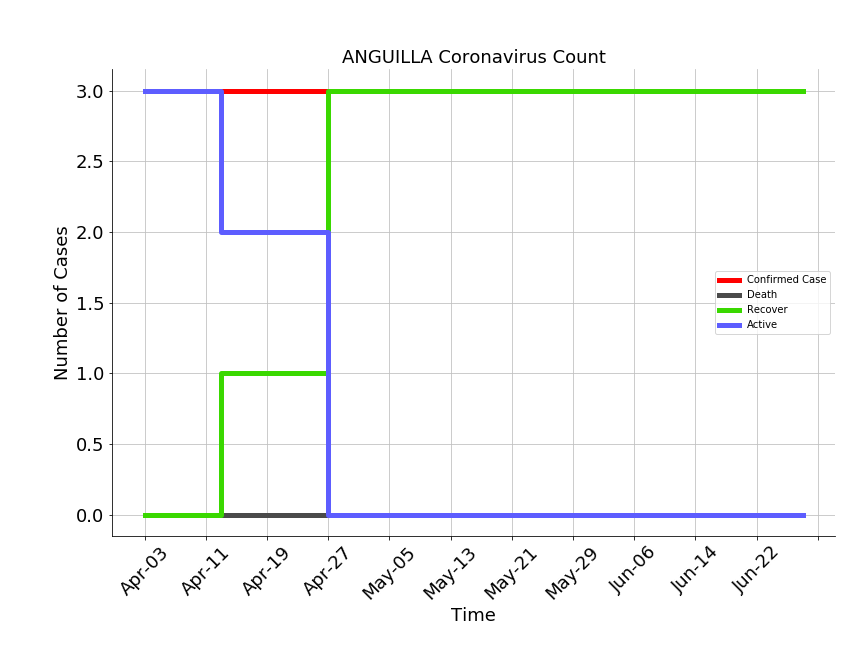 ANGUILLA Coronavirus Count
3.0
2.5
2.0
1.5
1.0
0.5
0.0
Number of Cases
Confirmed Case
Death
Recover
Active
Apr-03
Apr-11
Apr-19
Apr-27
May-05
May-13
May-21
May-29
Jun-06
Jun-14
Jun-22
Time